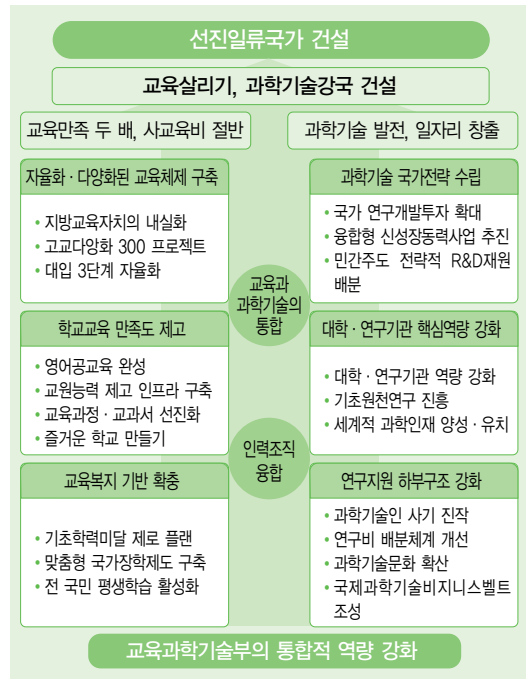 선진일류국가 건설
교육살리기, 과학기술강국 건설
교육만족 두 배, 사교육비 절반
과학기술 발전, 일자리 창출
자율화·다양화된 교육체제 구축
• 지방교육자치의 내실화
• 고교다양화 300 프로젝트
• 대입 3단계 자율화
과학기술 국가전략 수립
• 국가 연구개발투자 확대
• 융합형 신성장동력사업 추진
• 민간주도 전략적 R&D재원
배분
교육과
과학기술의
통합
학교교육 만족도 제고
• 영어공교육 완성
• 교원능력 제고 인프라 구축
• 교육과정·교과서 선진화
• 즐거운 학교 만들기
대학·연구기관 핵심역량 강화
• 대학·연구기관 역량 강화
• 기초원천연구 진흥
• 세계적 과학인재 양성·유치
인력조직
융합
교육복지 기반 확충
• 기초학력미달 제로 플랜
• 맞춤형 국가장학제도 구축
• 전 국민 평생학습 활성화
연구지원 하부구조 강화
• 과학기술인 사기 진작
• 연구비 배분체계 개선
• 과학기술문화 확산
• 국제과학기술비지니스벨트
조성
교육과학기술부의 통합적 역량 강화